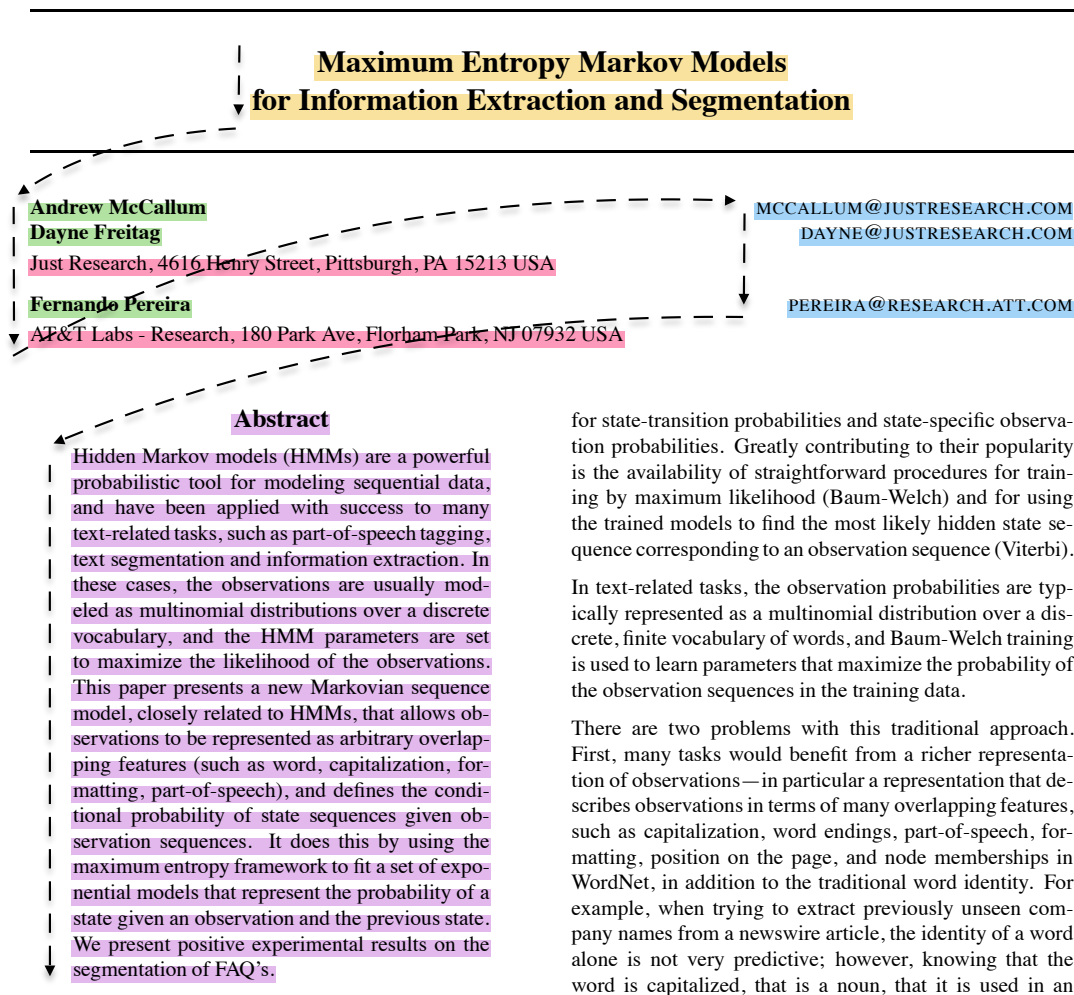 Maximum Entropy Markov Models
for Information Extraction and Segmentation
Andrew McCallum
Dayne Freitag
Just Research, 4616 Henry Street, Pittsburgh, PA 15213 USA
Fernando Pereira
AT&T Labs - Research, 180 Park Ave, Florham Park, NJ 07932 USA
MCCALLUM@JUSTRESEARCH.COM
DAYNE@JUSTRESEARCH.COM
PEREIRA@RESEARCH.ATT.COM
Abstract
Hidden Markov models (HMMs) are a powerful
probabilistic tool for modeling sequential data,
and have been applied with success to many
text-related tasks, such as part-of-speech tagging,
text segmentation and information extraction. In
these cases, the observations are usually mod-
eled as multinomial distributions over a discrete
vocabulary, and the HMM parameters are set
to maximize the likelihood of the observations.
This paper presents a new Markovian sequence
model, closely related to HMMs, that allows ob-
servations to be represented as arbitrary overlap-
ping features (such as word, capitalization, for-
matting, part-of-speech), and defines the condi-
tional probability of state sequences given ob-
servation sequences. It does this by using the
maximum entropy framework to fit a set of expo-
nential models that represent the probability of a
state given an observation and the previous state.
We present positive experimental results on the
segmentation of FAQ's.
for state-transition probabilities and state-specific observa-
tion probabilities. Greatly contributing to their popularity
is the availability of straightforward procedures for train-
ing by maximum likelihood (Baum-Welch) and for using
the trained models to find the most likely hidden state se-
quence corresponding to an observation sequence (Viterbi).
In text-related tasks, the observation probabilities are typ-
ically represented as a multinomial distribution over a dis-
crete, finite vocabulary of words, and Baum-Welch training
is used to learn parameters that maximize the probability of
the observation sequences in the training data.
There are two problems with this traditional approach.
First, many tasks would benefit from a richer representa-
tion of observations—in particular a representation that de-
scribes observations in terms of many overlapping features,
such as capitalization, word endings, part-of-speech, for-
matting, position on the page, and node memberships in
WordNet, in addition to the traditional word identity. For
example, when trying to extract previously unseen com-
pany names from a newswire article, the identity of a word
alone is not very predictive; however, knowing that the
word is capitalized, that is a noun, that it is used in an